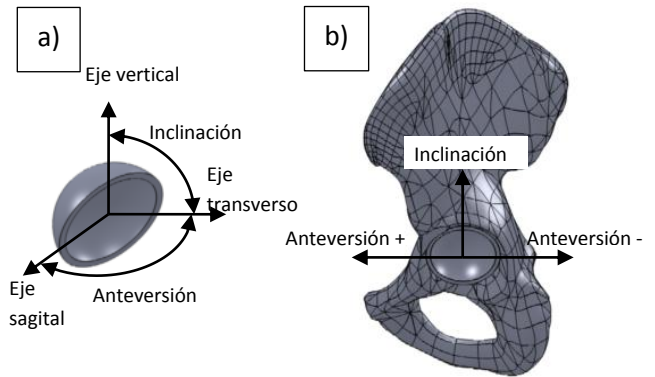 a)
Eje vertical
Inclinación
Eje
transverso
Anteversión
Eje
sagital
b)
Inclinación
Anteversión +
Anteversión -